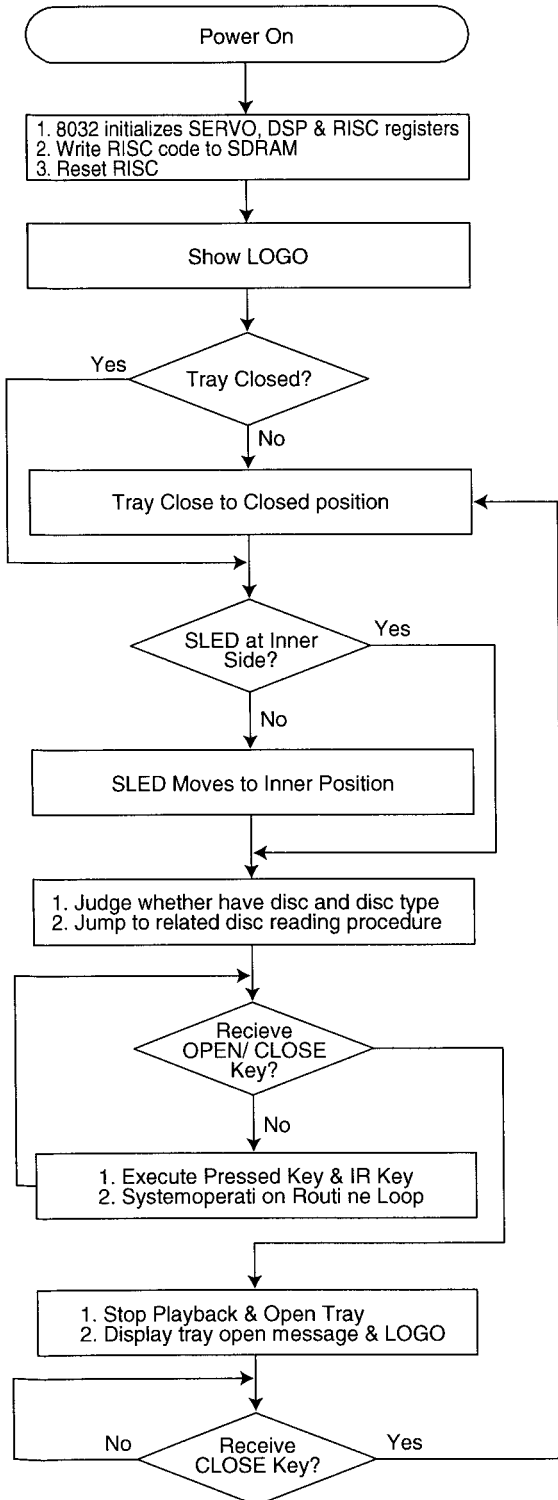 Power On
1. 8032 initializes SERVO, DSP & RISC registers
2. Write RISC code to SDRAM
3. Reset RISC
Show LOGO
Yes
Tray Closed?
No
Tray Close to Closed position
SLED at Inner
Side?
Yes
No
SLED Moves to Inner Position
1. Judge whether have disc and disc type
2. Jump to related disc reading procedure
Recieve
OPEN/ CLOSE
Key?
No
1. Execute Pressed Key & IR Key
2. Systemoperati on Routi ne Loop
1. Stop Playback & Open Tray
2. Display tray open message & LOGO
No
Receive
CLOSE Key?
Yes